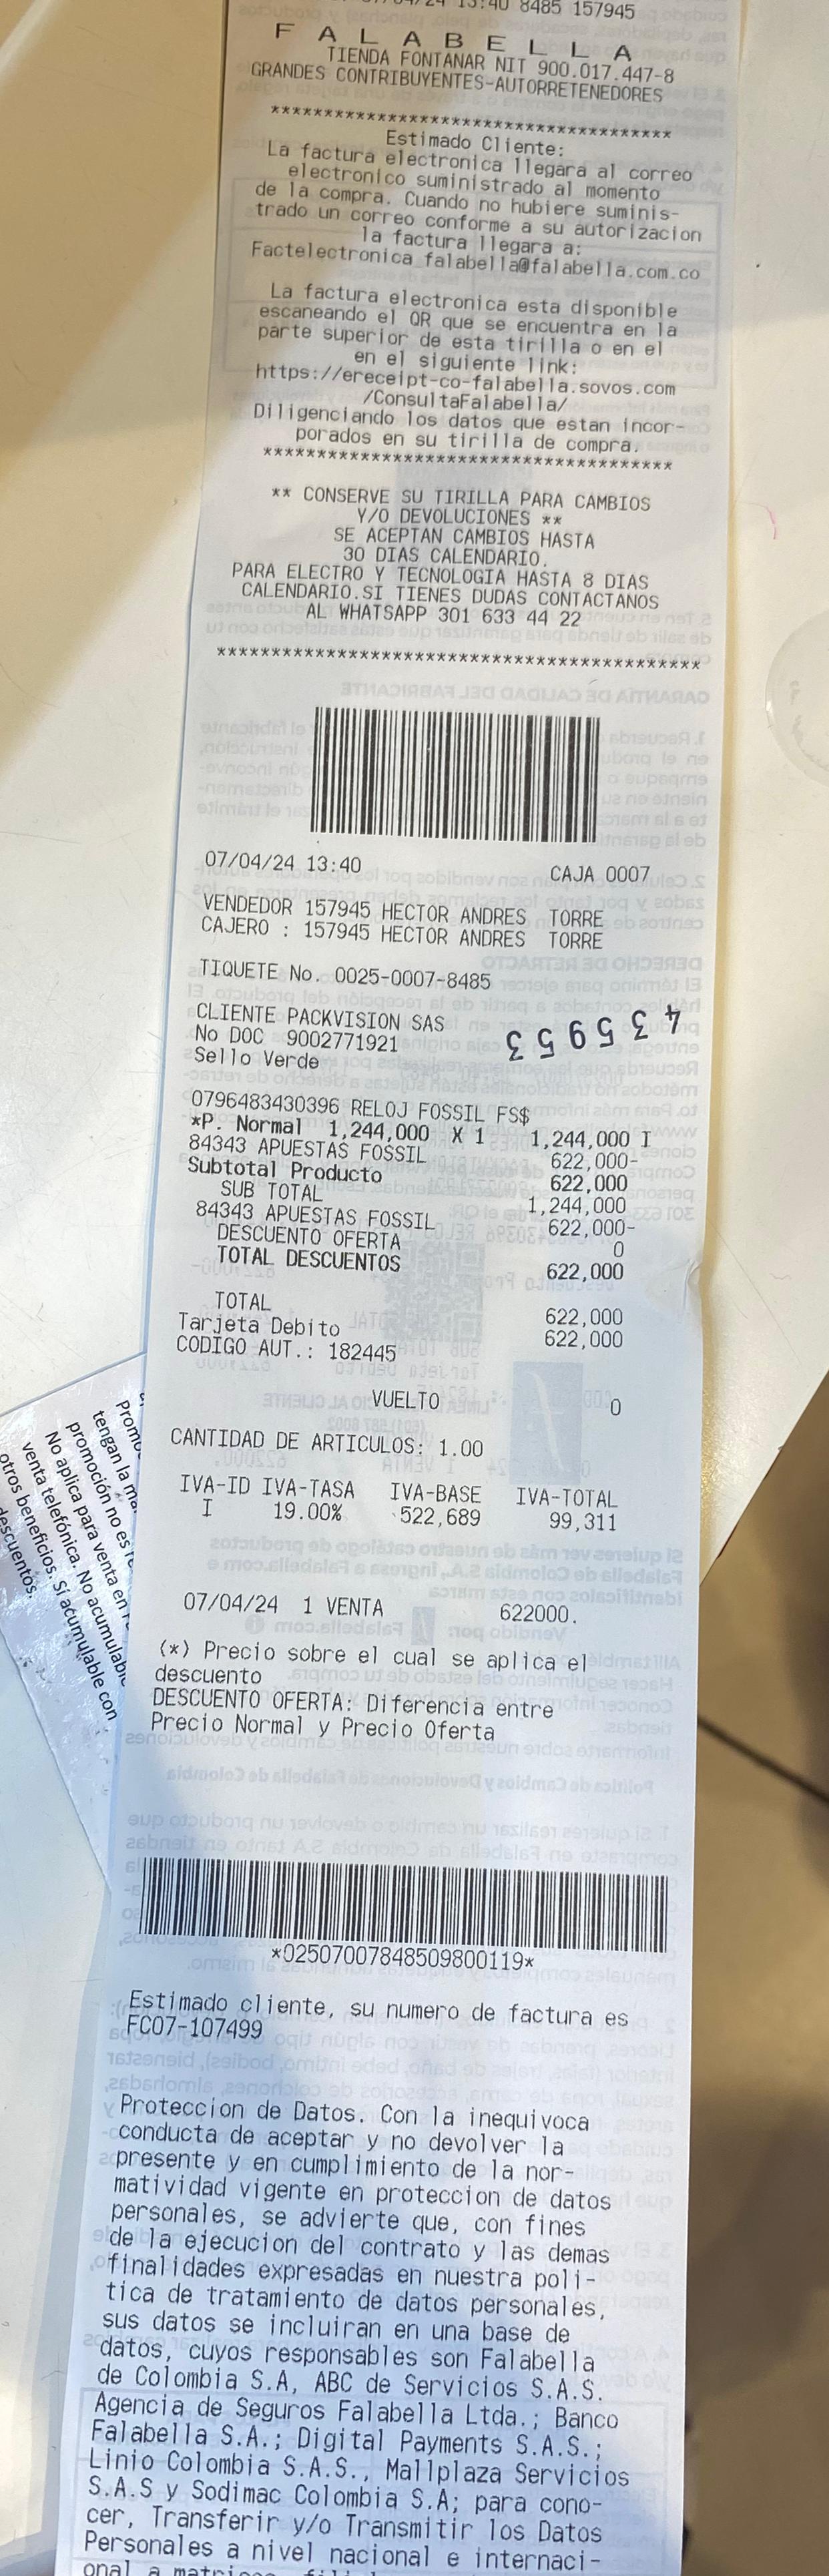 13:40 8485 157945
F A L A B E L L A
TIENDA FONTANAR NIT 900.017.447-8
GRANDES CONTRIBUYENTES-AUTORRETENEDORES
**************************************
Estimado Cliente:
La factura electronica llegara al correo
electronico suministrado al momento
de la compra. Cuando no hubiere suminis-
trado un correo conforme a su autorizacion
la factura llegara a:
Factelectronica_falabella@falabella.com.co
La factura electronica esta disponible
escaneando el QR que se encuentra en la
parte superior de esta tirilla o en el
en el siguiente link:
https://ereceipt-co-falabella.sovos.com
/ConsultaFalabella/
Diligenciando los datos que estan incor-
porados en su tirilla de compra.
***************************************
** CONSERVE SU TIRILLA PARA CAMBIOS
Y/O DEVOLUCIONES **
SE ACEPTAN CAMBIOS HASTA
30 DIAS CALENDARIO.
PARA ELECTRO Y TECNOLOGIA HASTA 8 DIAS
CALENDARIO.SI TIENES DUDAS CONTACTANOS
AL WHATSAPP 301 633 44 22
*********************************************
07/04/24 13:40 CAJA 0007
VENDEDOR 157945 HECTOR ANDRES TORRE
CAJERO : 157945 HECTOR ANDRES TORRE
TIQUETE No. 0025-0007-8485
CLIENTE PACKVISION SAS
No DOC 9002771921
435953
Sello Verde
0796483430396 RELOJ FOSSIL FS$
*P. Normal 1,244,000 X 1 1,244,000 I
84343 APUESTAS FOSSIL 622,000-
Subtotal Producto 622,000
SUB TOTAL 1,244,000
84343 APUESTAS FOSSIL 622,000-
DESCUENTO OFERTA 0
TOTAL DESCUENTOS 622,000
TOTAL 622,000
Tarjeta Debito 622,000
CODIGO AUT.: 182445
VUELTO 0
CANTIDAD DE ARTICULOS: 1.00
IVA-ID IVA-TASA IVA-BASE IVA-TOTAL
I 19.00% 522,689 99,311
07/04/24 1 VENTA 622000.
(*) Precio sobre el cual se aplica el
descuento
DESCUENTO OFERTA: Diferencia entre
Precio Normal y Precio Oferta
*02507007848509800119*
Estimado cliente, su numero de factura es
FC07-107499
Proteccion de Datos. Con la inequivoca
conducta de aceptar y no devolver la
presente y en cumplimiento de la nor-
matividad vigente en proteccion de datos
personales, se advierte que, con fines
de la ejecucion del contrato y las demas
finalidades expresadas en nuestra poli-
tica de tratamiento de datos personales,
sus datos se incluiran en una base de
datos, cuyos responsables son Falabella
de Colombia S.A, ABC de Servicios S.A.S.
Agencia de Seguros Falabella Ltda.; Banco
Falabella S.A.; Digital Payments S.A.S.;
Linio Colombia S.A.S., Mallplaza Servicios
S.A.S y Sodimac Colombia S.A; para cono-
cer, Transferir y/o Transmitir los Datos
Personales a nivel nacional e internaci-
onal a
tengan la
promoción no es
No aplica para venta en
venta telefónica. No acumulable
otros beneficios. Sí acumulable con
descuentos.